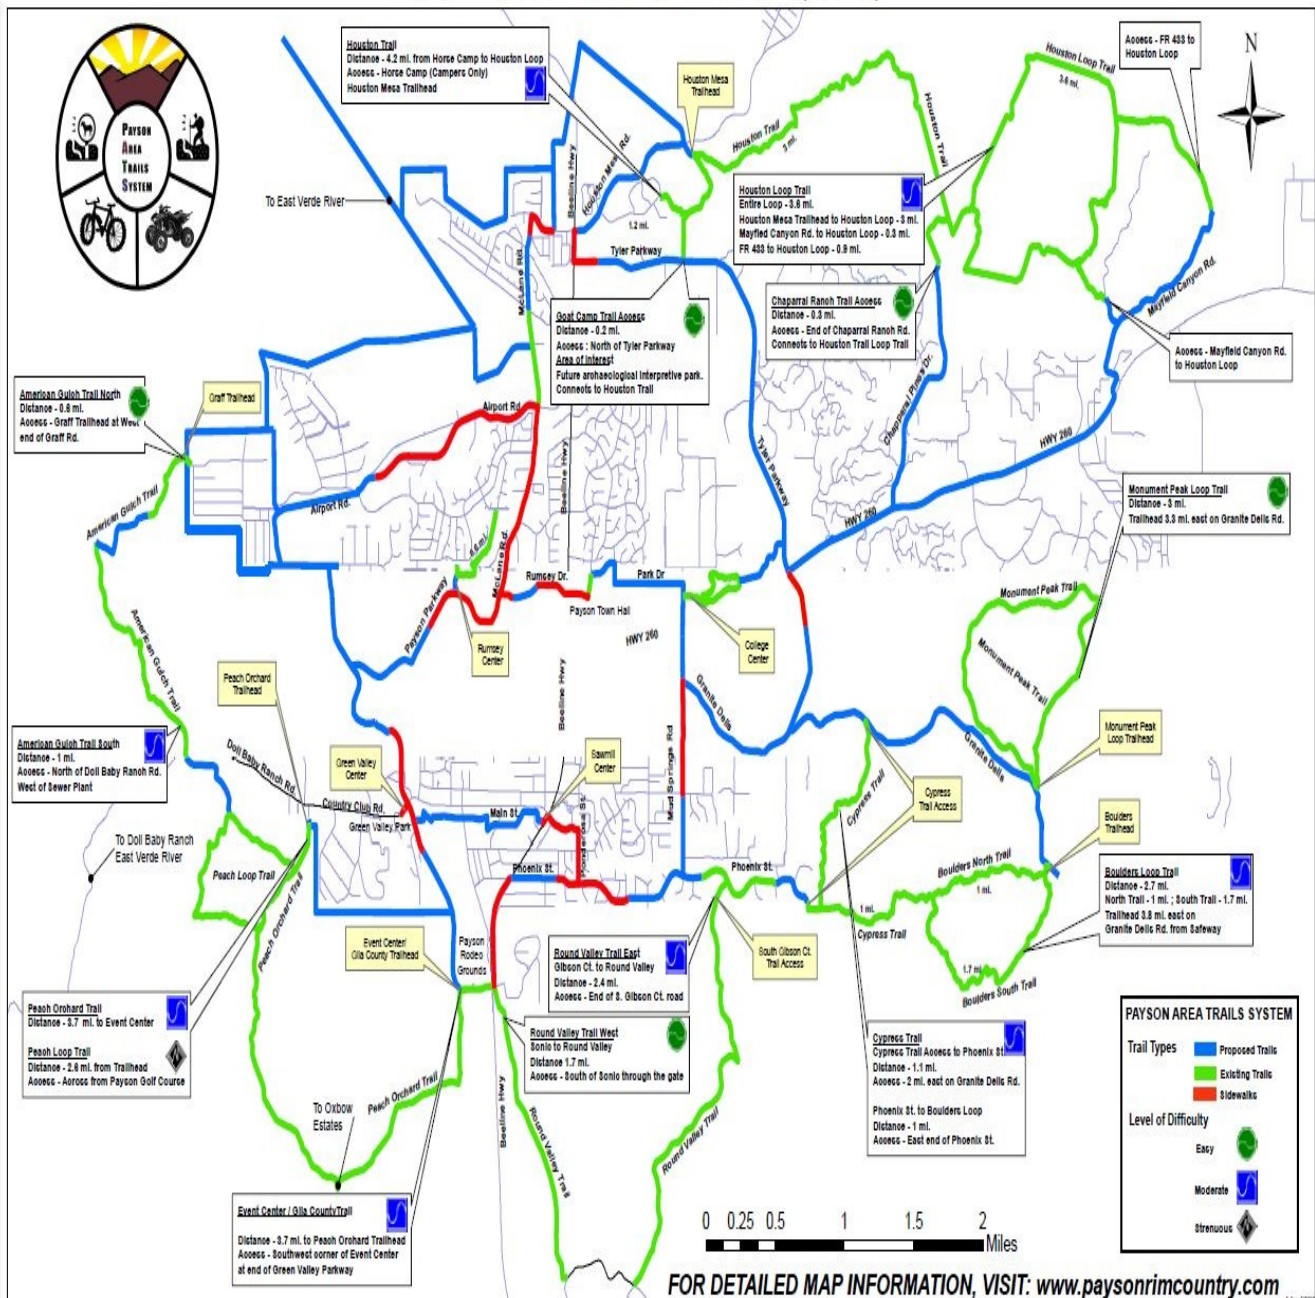 PAYSON
AREA
TRAILS
SYSTEM
Houston Trail
Distance - 4.2 mi. from Horse Camp to Houston Loop
Access - Horse Camp (Campers Only)
Houston Mesa Trailhead
Houston Mesa
Trailhead
Houston Trail
3 mi.
Houston Trail
Houston Loop Trail
3.6 mi.
Access - FR 433 to
Houston Loop
N
To East Verde River
Beeline Hwy
Houston Mesa Rd.
1.2 mi.
Tyler Parkway
McLane Rd.
Houston Loop Trail
Entire Loop - 3.6 mi.
Houston Mesa Trailhead to Houston Loop - 3 mi.
Mayfied Canyon Rd. to Houston Loop - 0.3 mi.
FR 433 to Houston Loop - 0.9 mi.
Goat Camp Trail Access
Distance - 0.2 mi.
Access : North of Tyler Parkway
Area of Interest
Future archaeological interpretive park.
Connects to Houston Trail
Chaparral Ranch Trail Access
Distance - 0.3 mi.
Access - End of Chaparral Ranch Rd.
Connects to Houston Trail Loop Trail
Mayfield Canyon Rd.
Access - Mayfield Canyon Rd.
to Houston Loop
American Gulch Trail North
Distance - 0.6 mi.
Access - Graff Trailhead at West
end of Graff Rd.
Graff Trailhead
Airport Rd.
Airport Rd.
Beeline Hwy
Tyler Parkway
Chapparal Pines Dr.
HWY 260
HWY 260
American Gulch Trail
Monument Peak Loop Trail
Distance - 3 mi.
Trailhead 3.3 mi. east on Granite Dells Rd.
McLane Rd.
Payson Parkway
Rumsey Dr.
Park Dr
Payson Town Hall
HWY 260
Rumsey
Center
College
Center
Monument Peak Trail
Monument Peak Trail
American Gulch Trail
Peach Orchard
Trailhead
Beeline Hwy
Granite Dells
Mud Springs Rd
Granite Dells
Monument Peak
Loop Trailhead
American Gulch Trail South
Distance - 1 mi.
Access - North of Doll Baby Ranch Rd.
West of Sewer Plant
Doll Baby Ranch Rd.
Country Club Rd.
Green Valley
Center
Green Valley Park
Sawmill
Center
Main St.
Ponderosa St.
Phoenix St.
Phoenix St.
Cypress Trail
Cypress
Trail Access
Boulders
Trailhead
To Doll Baby Ranch
East Verde River
Peach Loop Trail
Peach Orchard Trail
Boulders North Trail
1 mi.
1 mi.
Cypress Trail
1.7 mi.
Boulders South Trail
Boulders Loop Trail
Distance - 2.7 mi.
North Trail - 1 mi. ; South Trail - 1.7 mi.
Trailhead 3.8 mi. east on
Granite Dells Rd. from Safeway
Event Center/
Gila County Trailhead
Payson
Rodeo
Grounds
Round Valley Trail East
Gibson Ct. to Round Valley
Distance - 2.4 mi.
Access - End of S. Gibson Ct. road
South Gibson Ct.
Trail Access
Peach Orchard Trail
Distance - 3.7 mi. to Event Center
Peach Loop Trail
Distance - 2.6 mi. from Trailhead
Access - Across from Payson Golf Course
Round Valley Trail West
Sonic to Round Valley
Distance 1.7 mi.
Access - South of Sonic through the gate
Cypress Trail
Cypress Trail Access to Phoenix St.
Distance - 1.1 mi.
Access - 2 mi. east on Granite Dells Rd.
Phoenix St. to Boulders Loop
Distance - 1 mi.
Access - East end of Phoenix St.
To Oxbow
Estates
Peach Orchard Trail
Beeline Hwy
Round Valley Trail
Round Valley Trail
Event Center / Gila CountyTrail
Distance - 3.7 mi. to Peach Orchard Trailhead
Access - Southwest corner of Event Center
at end of Green Valley Parkway
PAYSON AREA TRAILS SYSTEM
Trail Types
Proposed Trails
Existing Trails
Sidewalks
Level of Difficulty
Easy
Moderate
Strenuous
0 0.25 0.5 1 1.5 2
Miles
FOR DETAILED MAP INFORMATION, VISIT: www.paysonrimcountry.com